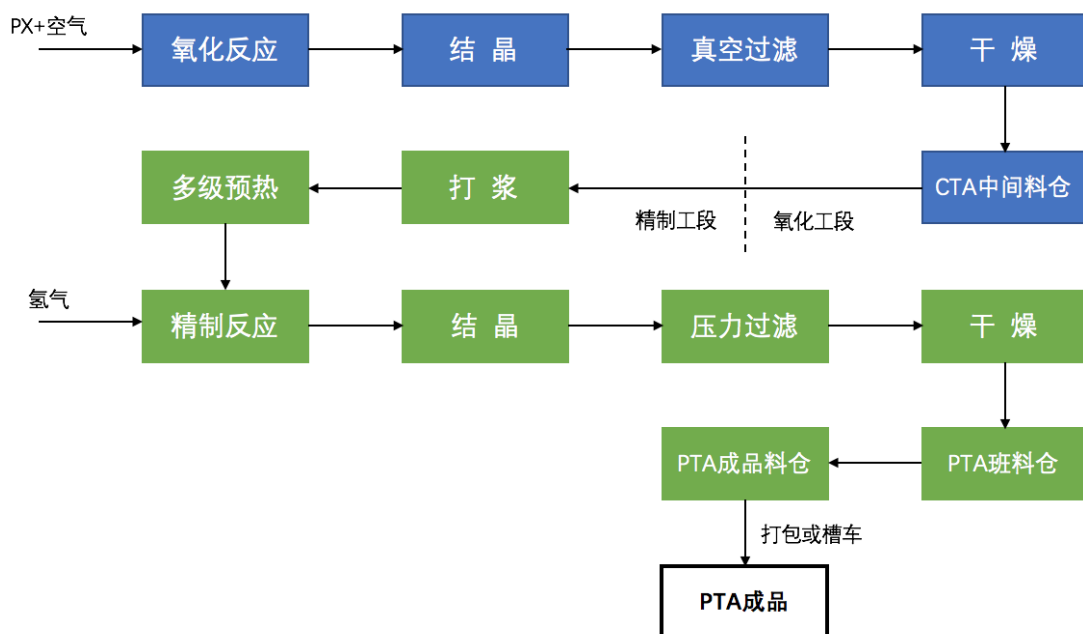 PX+空气
氧化反应
结 晶
真空过滤
干 燥
多级预热
打 浆
CTA中间料仓
精制工段
氧化工段
氢气
精制反应
结 晶
压力过滤
干 燥
PTA成品料仓
PTA班料仓
打包或槽车
PTA成品